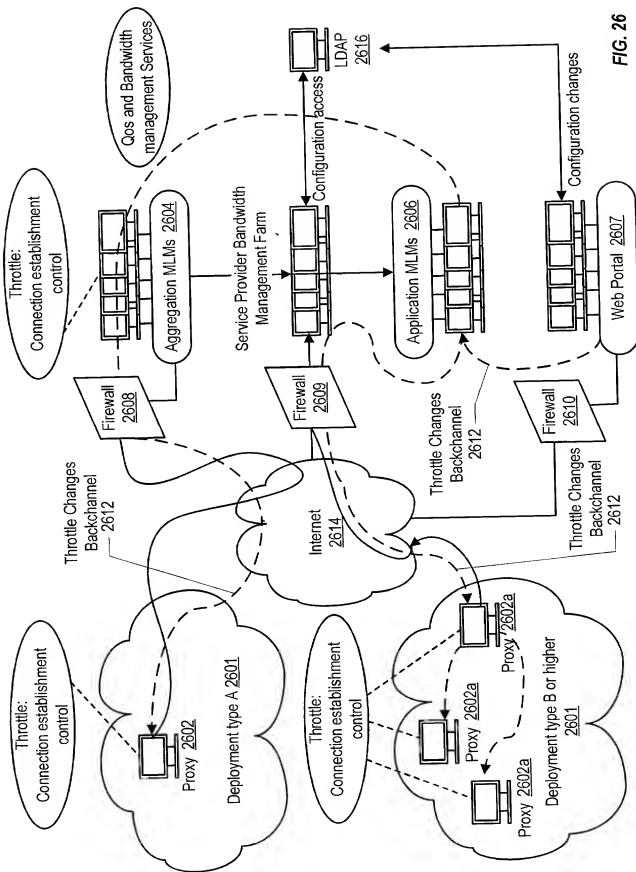 Throttle:
Connection establishment
control
Qos and Bandwidth
management Services
Aggregation MLMs 2604
Service Provider Bandwidth
Management Farm
Configuration access
LDAP
2616
Application MLMs 2606
Configuration changes
Web Portal 2607
Firewall
2608
Firewall
2609
Firewall
2610
Throttle Changes
Backchannel
2612
Throttle Changes
Backchannel
2612
Throttle Changes
Backchannel
2612
Internet
2614
Throttle:
Connection establishment
control
Proxy 2602
Deployment type A 2601
Throttle:
Connection establishment
control
Proxy 2602a
Proxy 2602a
Proxy 2602a
Deployment type B or higher
2601
FIG. 26